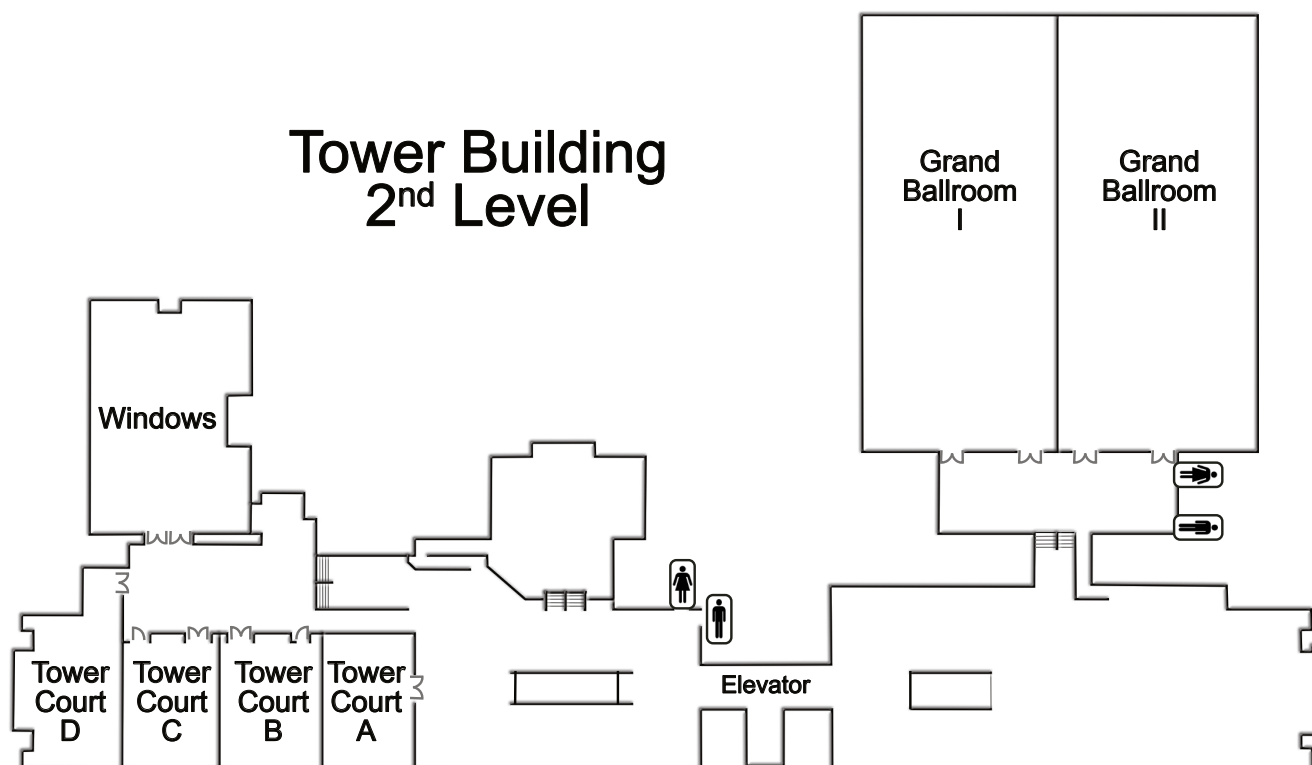 Tower Building
2nd Level
Grand
Ballroom
I
Grand
Ballroom
II
Windows
Tower
Court
D
Tower
Court
C
Tower
Court
B
Tower
Court
A
Elevator